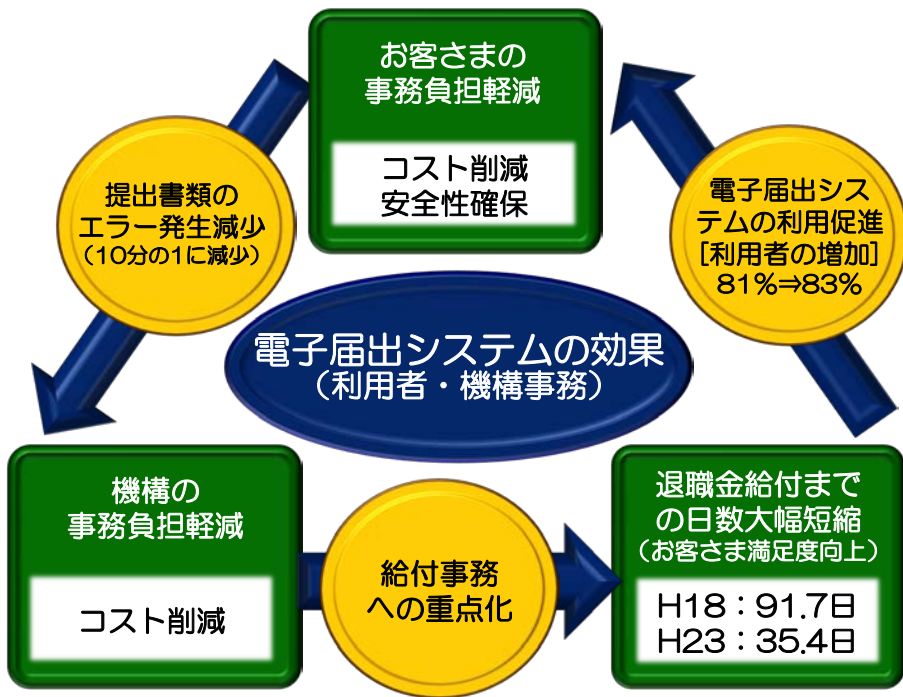 お客さまの
事務負担軽減
コスト削減
安全性確保
提出書類の
エラー発生減少
（10分の1に減少）
電子届出シス
テムの利用促進
［利用者の増加］
81%⇒83%
電子届出システムの効果
（利用者・機構事務）
機構の
事務負担軽減
コスト削減
給付事務
への重点化
退職金給付まで
の日数大幅短縮
（お客さま満足度向上）
H18：91.7日
H23：35.4日